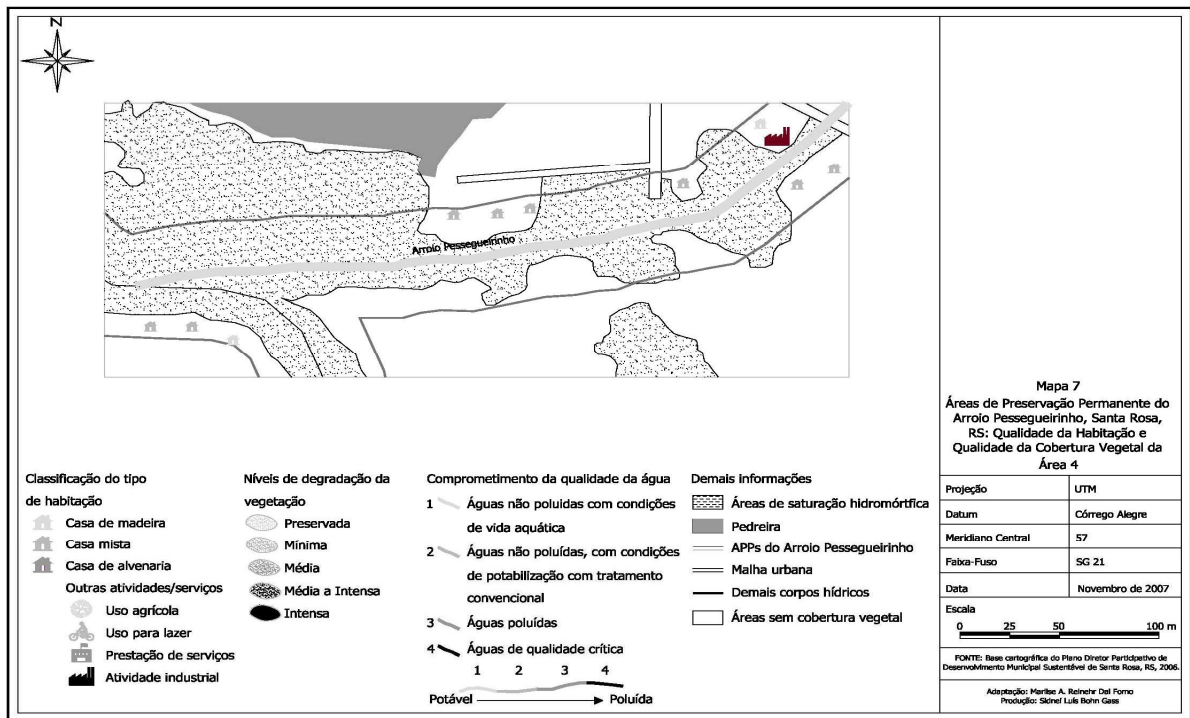 N
Arroio Pessegueirinho
Classificação do tipo
de habitação
Casa de madeira
Casa mista
Casa de alvenaria
Outras atividades/serviços
Uso agrícola
Uso para lazer
Prestação de serviços
Atividade industrial
Níveis de degradação da
vegetação
Preservada
Mínima
Média
Média a Intensa
Intensa
Comprometimento da qualidade da água
1 Águas não poluidas com condições
de vida aquática
2 Águas não poluídas, com condições
de potabilização com tratamento
convencional
3 Águas poluídas
4 Águas de qualidade crítica
1 2 3 4
Potável Poluída
Demais informações
Áreas de saturação hidromórtfica
Pedreira
APPs do Arroio Pessegueirinho
Malha urbana
Demais corpos hídricos
Áreas sem cobertura vegetal
Mapa 7
Áreas de Preservação Permanente do
Arroio Pessegueirinho, Santa Rosa,
RS: Qualidade da Habitação e
Qualidade da Cobertura Vegetal da
Área 4
Projeção UTM
Datum Córrego Alegre
Meridiano Central 57
Faixa-Fuso SG 21
Data Novembro de 2007
Escala
0 25 50 100 m
FONTE: Base cartográfica do Plano Diretor Participativo de
Desenvolvimento Municipal Sustentável de Santa Rosa, RS, 2006.
Adaptação: Marlise A. Reinehr Dal Forno
Produção: Sidnei Luís Bohn Gass